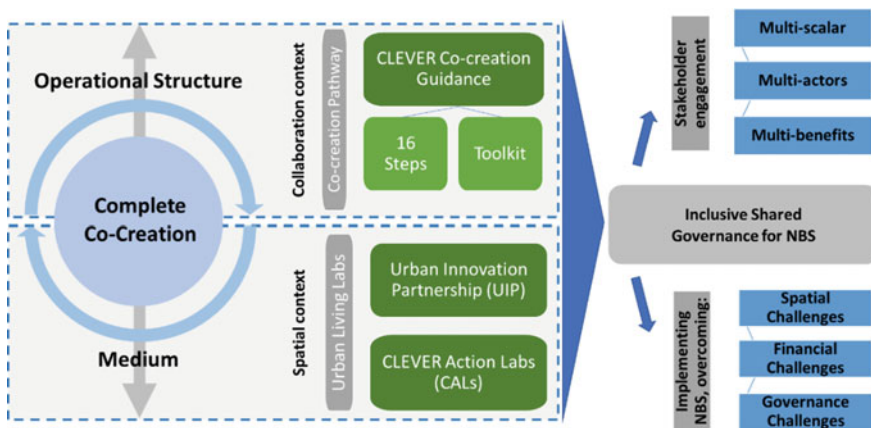 Operational Structure
Complete
Co-Creation
Medium
Collaboration context
Co-creation Pathway
CLEVER Co-creation
Guidance
16
Steps
Toolkit
Spatial context
Urban Living Labs
Urban Innovation
Partnership (UIP)
CLEVER Action Labs
(CALs)
Stakeholder
engagement
Multi-scalar
Multi-actors
Multi-benefits
Inclusive Shared
Governance for NBS
Implementing
NBS, overcoming:
Spatial
Challenges
Financial
Challenges
Governance
Challenges